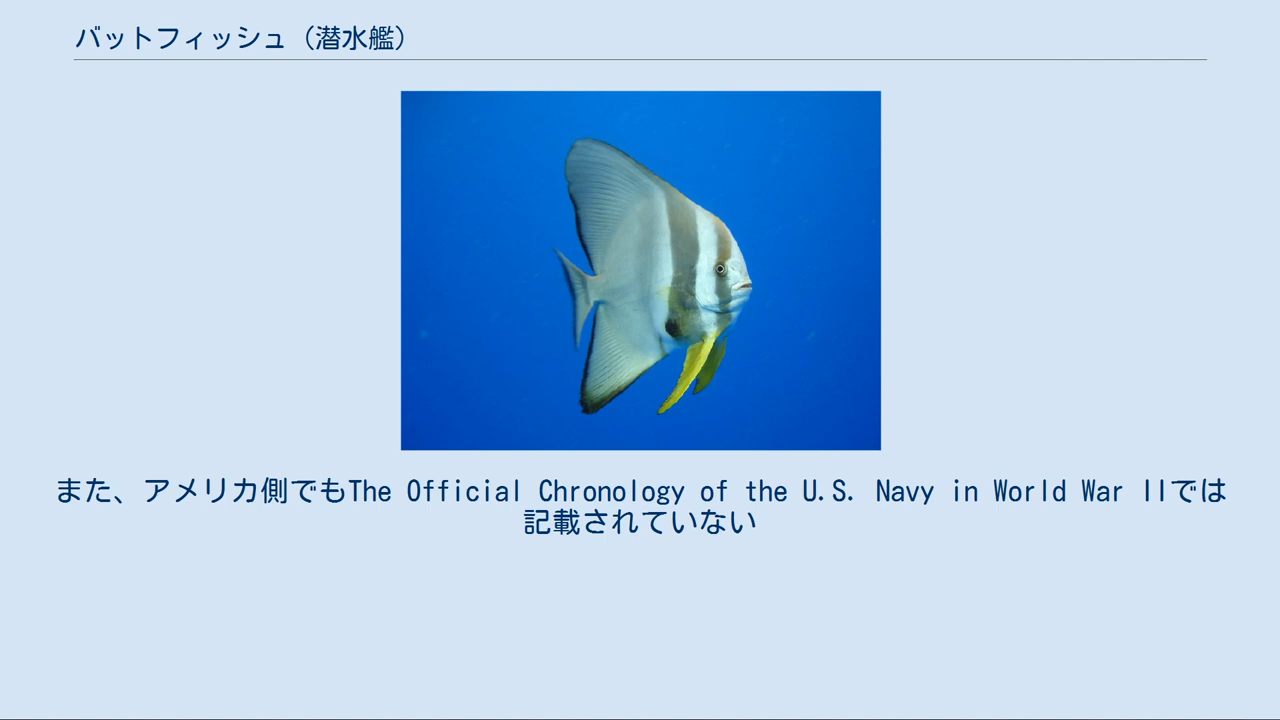 バットフィッシュ（潜水艦）
また、アメリカ側でもThe Official Chronology of the U.S. Navy in World War IIでは
記載されていない